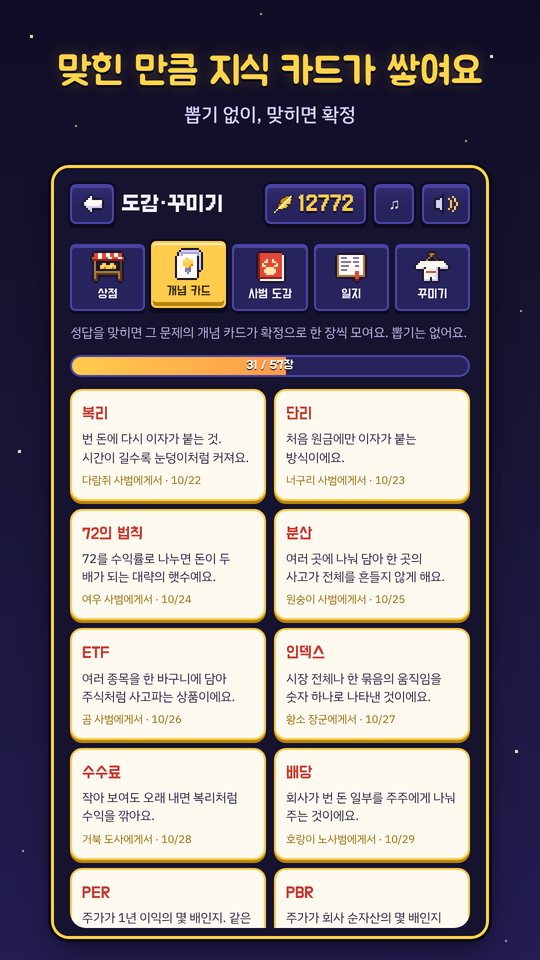 맞힌 만큼 지식 카드가 쌓여요
뽑기 없이, 맞히면 확정
도감·꾸미기
12772
♫
상점
개념 카드
사범 도감
일지
꾸미기
정답을 맞히면 그 문제의 개념 카드가 확정으로 한 장씩 모여요. 뽑기는 없어요.
31 / 57장
복리
번 돈에 다시 이자가 붙는 것.
시간이 길수록 눈덩이처럼 커져요.
다람쥐 사범에게서 · 10/22
단리
처음 원금에만 이자가 붙는
방식이에요.
너구리 사범에게서 · 10/23
72의 법칙
72를 수익률로 나누면 돈이 두
배가 되는 대략의 햇수예요.
여우 사범에게서 · 10/24
분산
여러 곳에 나눠 담아 한 곳의
사고가 전체를 흔들지 않게 해요.
원숭이 사범에게서 · 10/25
ETF
여러 종목을 한 바구니에 담아
주식처럼 사고파는 상품이에요.
곰 사범에게서 · 10/26
인덱스
시장 전체나 한 묶음의 움직임을
숫자 하나로 나타낸 것이에요.
황소 장군에게서 · 10/27
수수료
작아 보여도 오래 내면 복리처럼
수익을 깎아요.
거북 도사에게서 · 10/28
배당
회사가 번 돈 일부를 주주에게 나눠
주는 것이에요.
호랑이 노사범에게서 · 10/29
PER
주가가 1년 이익의 몇 배인지. 같은
PBR
주가가 회사 순자산의 몇 배인지